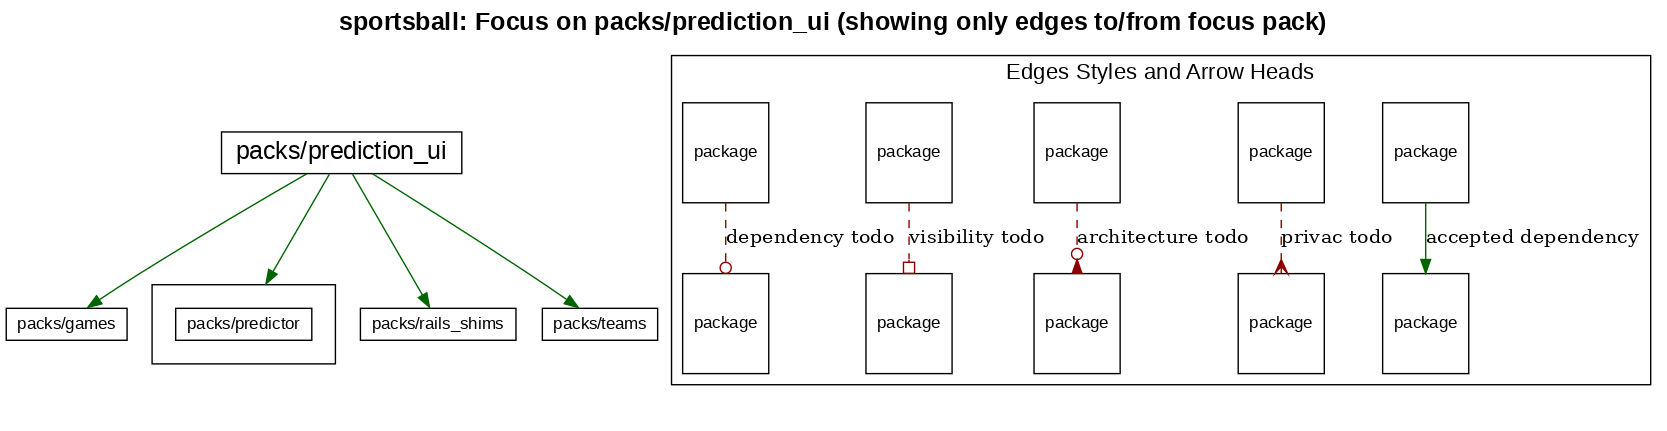 sportsball: Focus on packs/prediction_ui (showing only edges to/from focus pack)
packs/prediction_ui
packs/games
packs/predictor
packs/rails_shims
packs/teams
Edges Styles and Arrow Heads
package
package
package
package
package
dependency todo
visibility todo
architecture todo
privac todo
accepted dependency
package
package
package
package
package